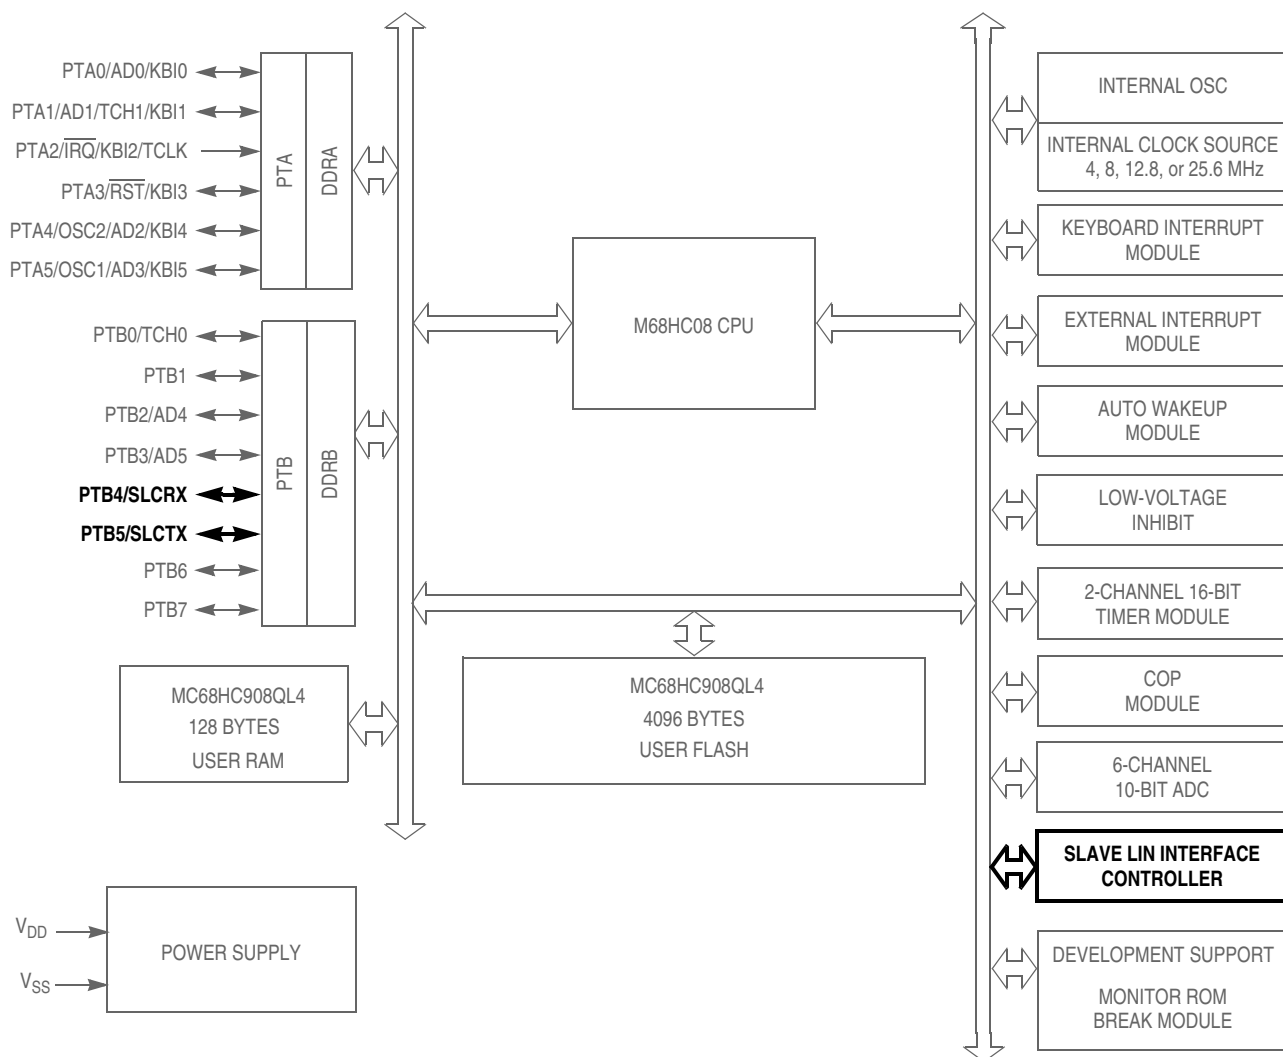 PTA0/AD0/KBI0
PTA1/AD1/TCH1/KBI1
PTA2/IRQ/KBI2/TCLK
PTA3/RST/KBI3
PTA4/OSC2/AD2/KBI4
PTA5/OSC1/AD3/KBI5
PTA
DDRA
PTB0/TCH0
PTB1
PTB2/AD4
PTB3/AD5
PTB4/SLCRX
PTB5/SLCTX
PTB6
PTB7
PTB
DDRB
MC68HC908QL4
128 BYTES
USER RAM
VDD
VSS
POWER SUPPLY
M68HC08 CPU
MC68HC908QL4
4096 BYTES
USER FLASH
INTERNAL OSC
INTERNAL CLOCK SOURCE
4, 8, 12.8, or 25.6 MHz
KEYBOARD INTERRUPT
MODULE
EXTERNAL INTERRUPT
MODULE
AUTO WAKEUP
MODULE
LOW-VOLTAGE
INHIBIT
2-CHANNEL 16-BIT
TIMER MODULE
COP
MODULE
6-CHANNEL
10-BIT ADC
SLAVE LIN INTERFACE
CONTROLLER
DEVELOPMENT SUPPORT
MONITOR ROM
BREAK MODULE